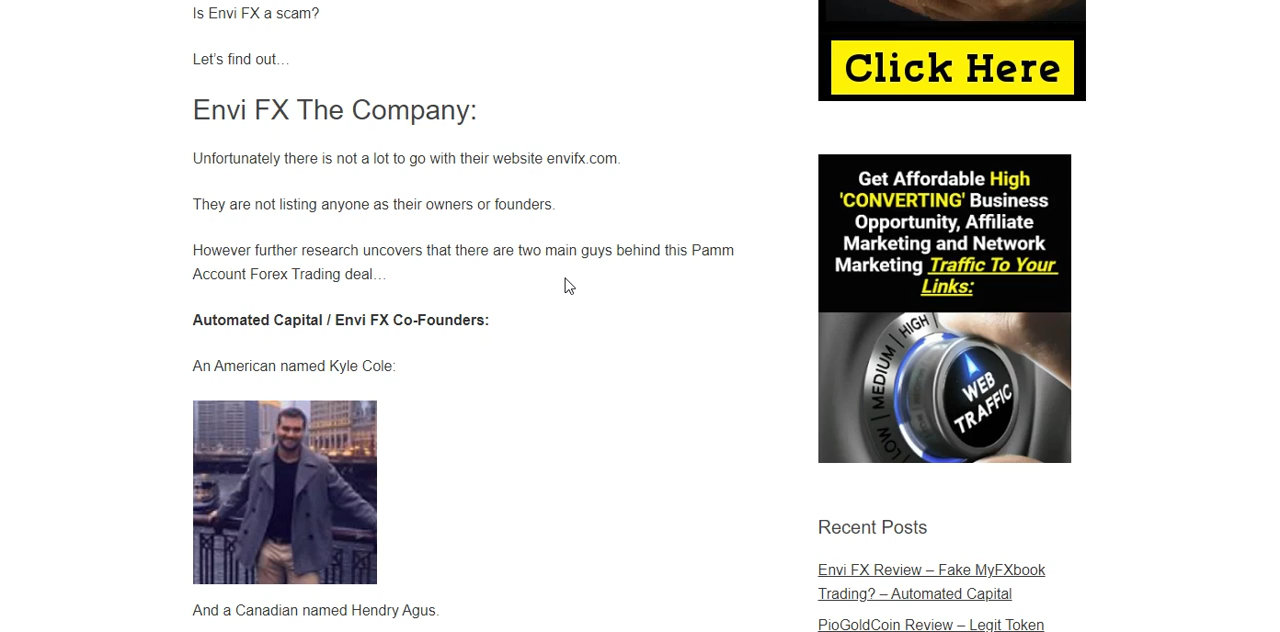 Is Envi FX a scam?
Let’s find out…
Envi FX The Company:
Unfortunately there is not a lot to go with their website envifx.com.
They are not listing anyone as their owners or founders.
However further research uncovers that there are two main guys behind this Pamm
Account Forex Trading deal…
Automated Capital / Envi FX Co-Founders:
An American named Kyle Cole:
And a Canadian named Hendry Agus.
Click Here
Get Affordable High
'CONVERTING' Business
Opportunity, Affiliate
Marketing and Network
Marketing Traffic To Your
Links:
LOW | MEDIUM | HIGH |
WEB
TRAFFIC
Recent Posts
Envi FX Review – Fake MyFXbook
Trading? – Automated Capital
PioGoldCoin Review – Legit Token